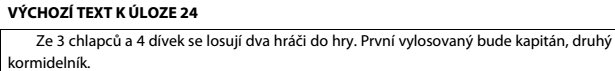 VÝCHOZÍ TEXT K ÚLOZE 24
Ze 3 chlapců a 4 dívek se losují dva hráči do hry. První vylosovaný bude kapitán, druhý
kormidelník.